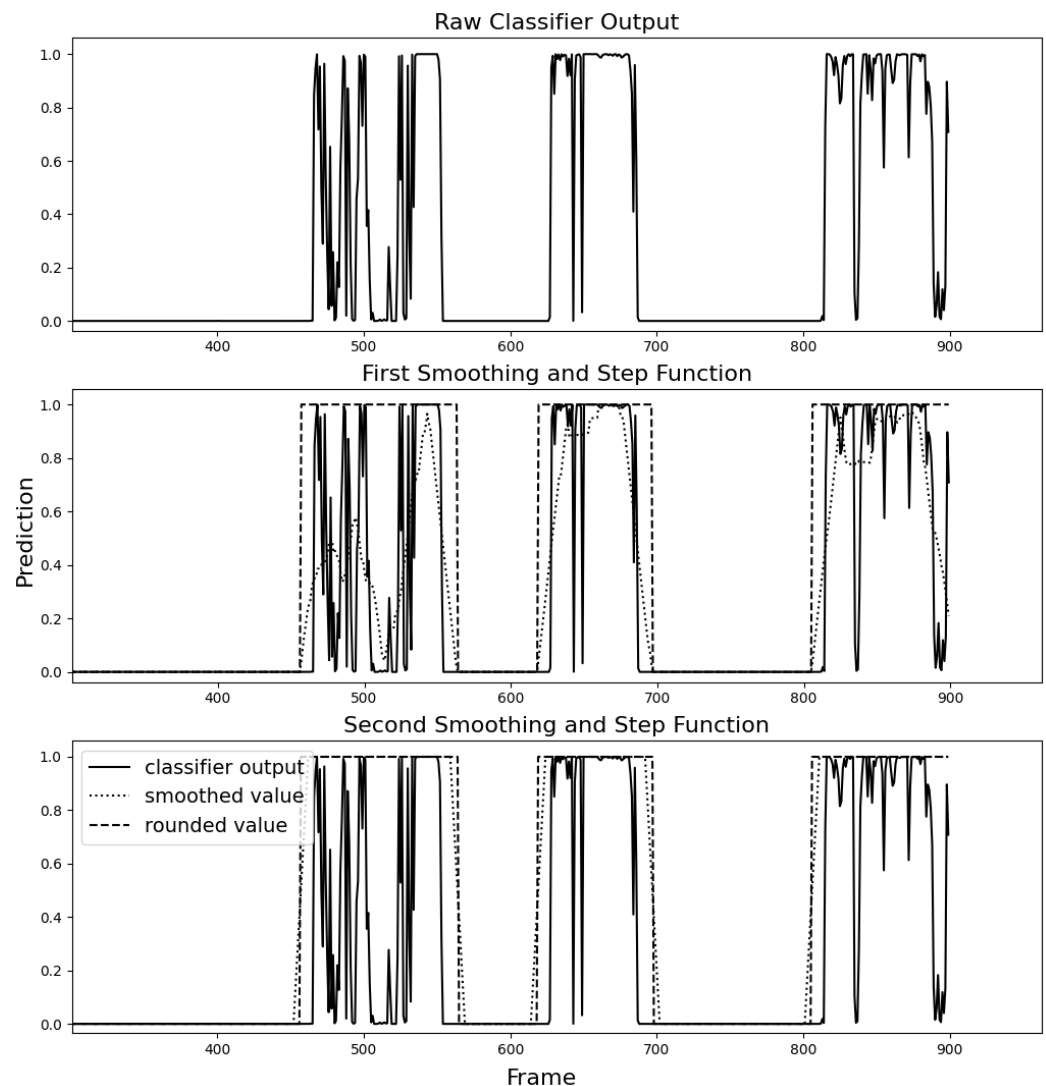 Raw Classifier Output
1.0
0.8
0.6
0.4
0.2
0.0
400 500 600 700 800 900
First Smoothing and Step Function
1.0
0.8
0.6
0.4
0.2
0.0
Prediction
400 500 600 700 800 900
Second Smoothing and Step Function
1.0
0.8
0.6
0.4
0.2
0.0
classifier output
smoothed value
rounded value
400 500 600 700 800 900
Frame